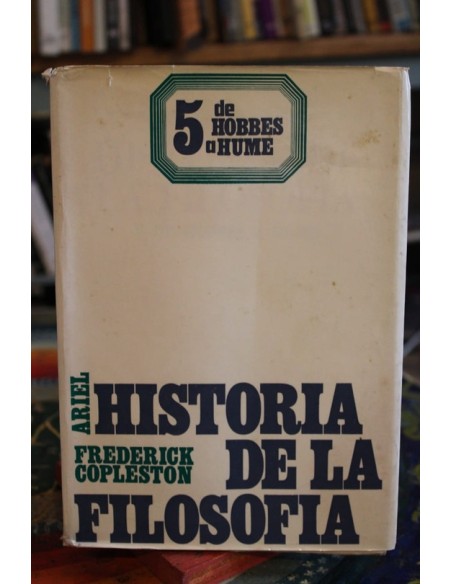 5 de
HOBBES
a HUME
ARIEL
HISTORIA
FREDERICK
COPLESTON
DE LA
FILOSOFIA